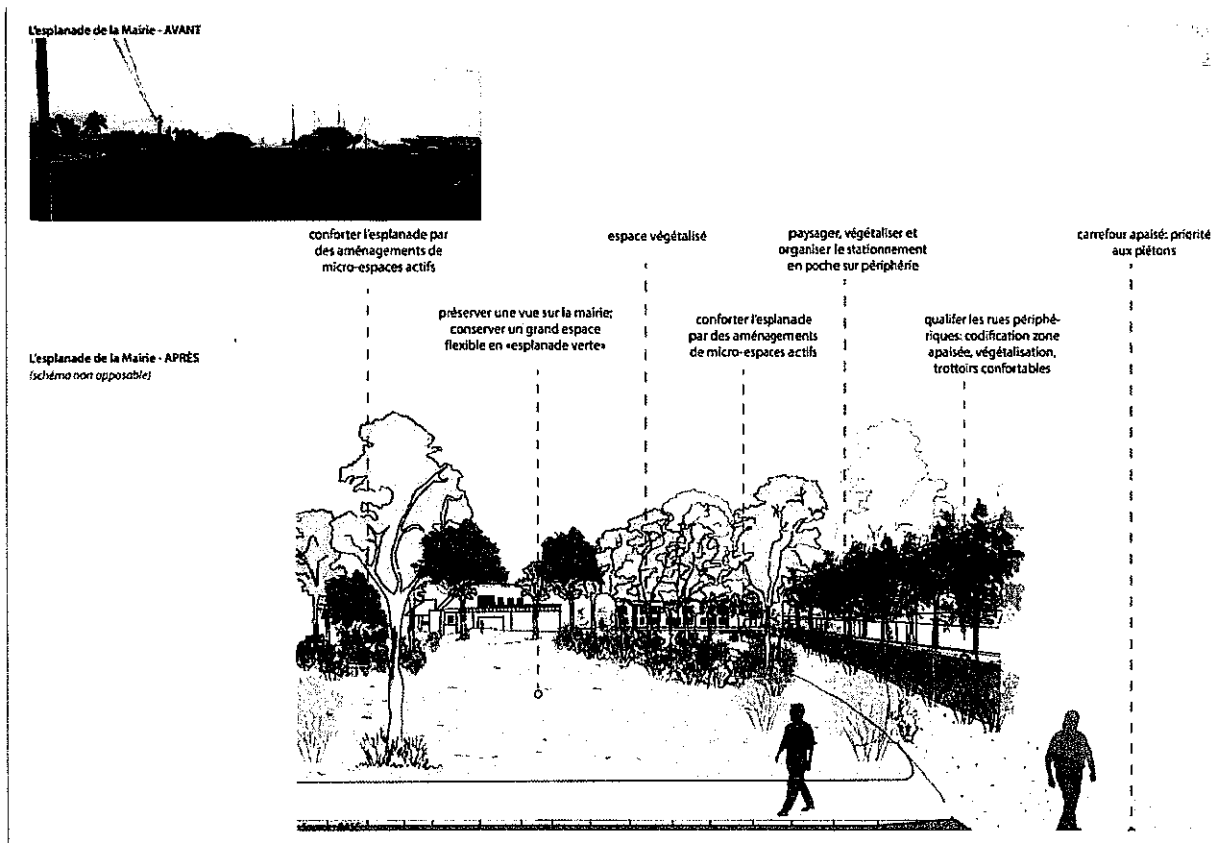 L'esplanade de la Mairie - AVANT
conforter l'esplanade par
des aménagements de
micro-espaces actifs
espace végétalisé
paysager, végétaliser et
organiser le stationnement
en poche sur périphérie
carrefour apaisé: priorité
aux piétons
préserver une vue sur la mairie;
conserver un grand espace
flexible en «esplanade verte»
conforter l'esplanade
par des aménagements
de micro-espaces actifs
qualifer les rues périphé-
riques: codification zone
apaisée, végétalisation,
trottoirs confortables
L'esplanade de la Mairie - APRÈS
(schéma non opposable)